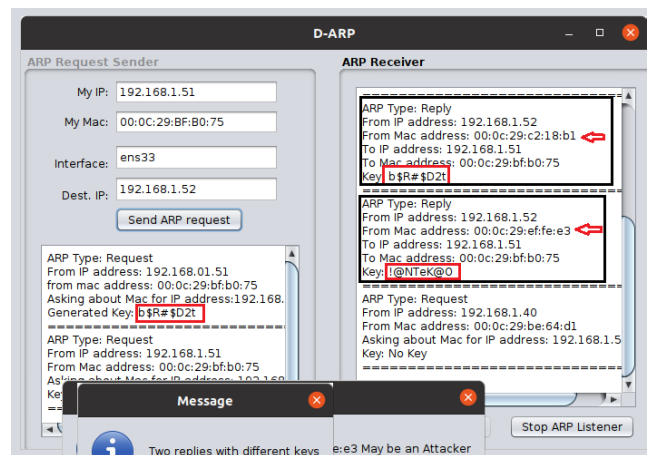 D-ARP
ARP Request Sender
My IP: 192.168.1.51
My Mac: 00:0C:29:BF:B0:75
Interface: ens33
Dest. IP: 192.168.1.52
Send ARP request
ARP Type: Request
From IP address: 192.168.01.51
from mac address: 00:0c:29:bf:b0:75
Asking about Mac for IP address:192.168.
Generated Key: b$R#$D2t
==========================
ARP Type: Request
From IP address: 192.168.1.51
From Mac address: 00:0c:29:bf:b0:75
Asking about Mac for IP address: 192.168
Key
ARP Receiver
==========================
ARP Type: Reply
From IP address: 192.168.1.52
From Mac address: 00:0c:29:c2:18:b1
To IP address: 192.168.1.51
To Mac address: 00:0c:29:bf:b0:75
Key: b$R#$D2t
==========================
ARP Type: Reply
From IP address: 192.168.1.52
From Mac address: 00:0c:29:ef:fe:e3
To IP address: 192.168.1.51
To Mac address: 00:0c:29:bf:b0:75
Key: !@NTeK@0
==========================
ARP Type: Request
From IP address: 192.168.1.40
From Mac address: 00:0c:29:be:64:d1
Asking about Mac for IP address: 192.168.1.5
Key: No Key
==========================
Stop ARP Listener
Message
Two replies with different keys
e:e3 May be an Attacker